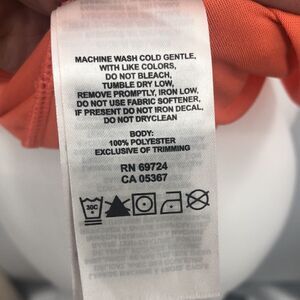 MACHINE WASH COLD GENTLE,
WITH LIKE COLORS,
DO NOT BLEACH,
TUMBLE DRY LOW,
REMOVE PROMPTLY, IRON LOW,
DO NOT USE FABRIC SOFTENER,
IF PRESENT DO NOT IRON DECAL,
DO NOT DRYCLEAN
BODY:
100% POLYESTER
EXCLUSIVE OF TRIMMING
RN 69724
CA 05367
30C